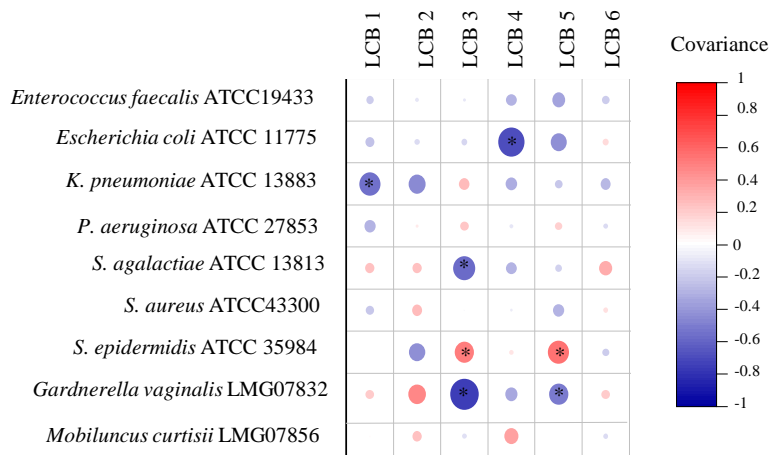 LCB 1
LCB 2
LCB 3
LCB 4
LCB 5
LCB 6
Covariance
Enterococcus faecalis ATCC19433
Escherichia coli ATCC 11775
*
K. pneumoniae ATCC 13883
*
P. aeruginosa ATCC 27853
S. agalactiae ATCC 13813
*
S. aureus ATCC43300
S. epidermidis ATCC 35984
* *
Gardnerella vaginalis LMG07832
* *
Mobiluncus curtisii LMG07856
1
0.8
0.6
0.4
0.2
0
-0.2
-0.4
-0.6
-0.8
-1